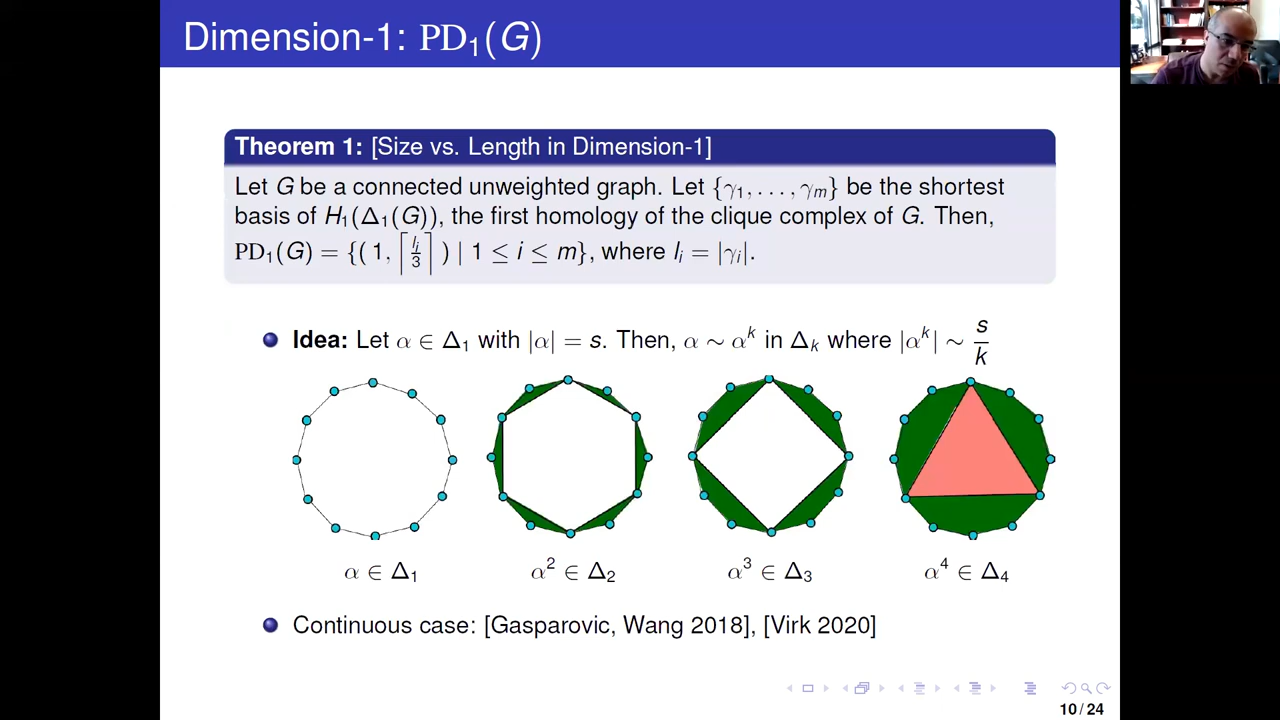 Dimension-1: PD₁(G)
Theorem 1: [Size vs. Length in Dimension-1]
Let G be a connected unweighted graph. Let {γ₁, . . . , γₘ} be the shortest
basis of H₁(Δ₁(G)), the first homology of the clique complex of G. Then,
PD₁(G) = {( 1, ⌈lᵢ/3⌉ ) | 1 ≤ i ≤ m}, where lᵢ = |γᵢ|.
Idea: Let α ∈ Δ₁ with |α| = s. Then, α ∼ αᵏ in Δₖ where |αᵏ| ∼ s/k
α ∈ Δ₁ α² ∈ Δ₂ α³ ∈ Δ₃ α⁴ ∈ Δ₄
Continuous case: [Gasparovic, Wang 2018], [Virk 2020]
10 / 24